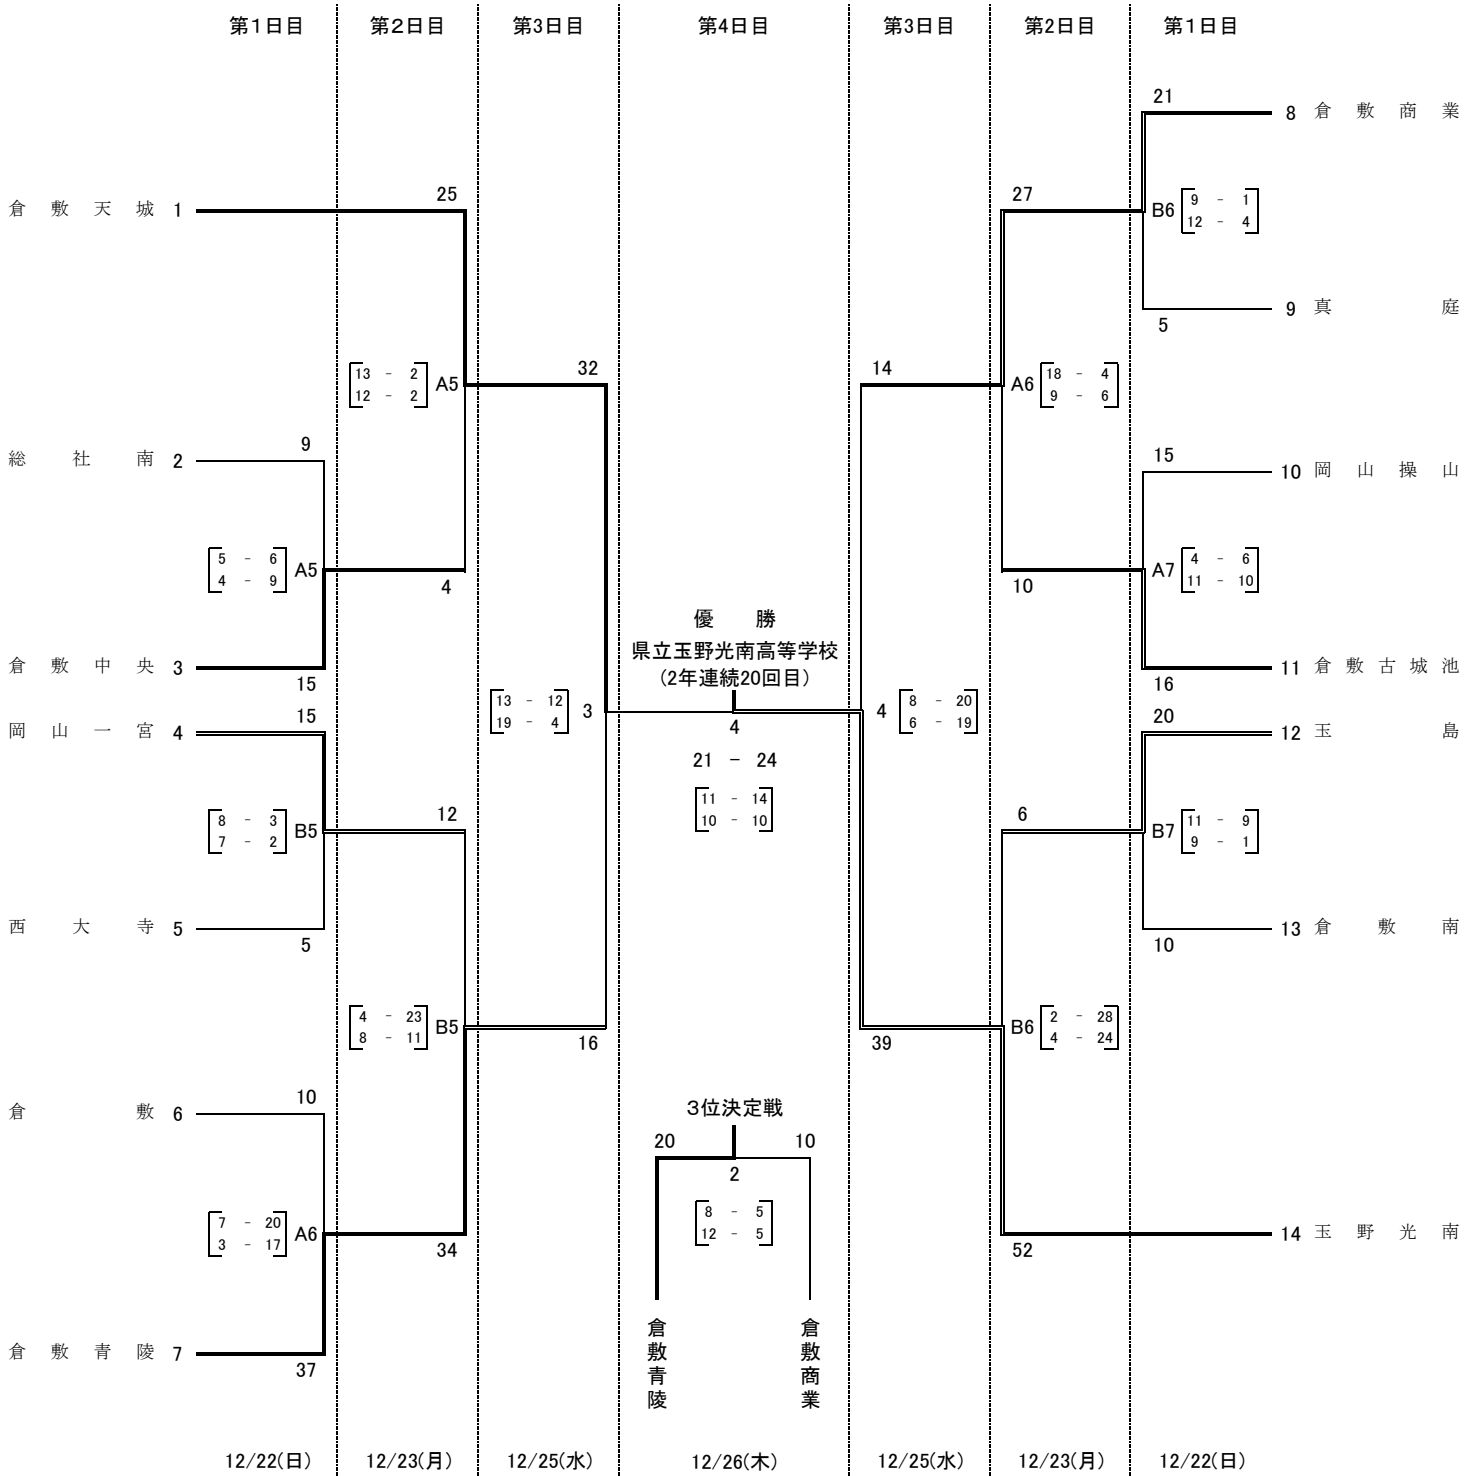 第1日目 第2日目 第3日目 第4日目 第3日目 第2日目 第1日目
21
8 倉敷商業
25 27
倉敷天城 1
B6 9 - 1
12 - 4
9 真庭
5
32 14
13 - 2
12 - 2
A5
A6 18 - 4
9 - 6
9 15
総社南 2
10 岡山操山
5 - 6
4 - 9
A5
A7 4 - 6
11 - 10
4 10
優勝
県立玉野光南高等学校
(2年連続20回目)
倉敷中央 3
11 倉敷古城池
15 16
13 - 12
19 - 4
3
4 8 - 20
6 - 19
15 20
岡山一宮 4
12 玉島
4
21 - 24
11 - 14
10 - 10
12 6
8 - 3
7 - 2
B5
B7 11 - 9
9 - 1
西大寺 5
13 倉敷南
5 10
4 - 23
8 - 11
B5
B6 2 - 28
4 - 24
16 39
10
倉敷 6
3位決定戦
20 10
2
8 - 5
12 - 5
7 - 20
3 - 17
A6
34 52
14 玉野光南
倉敷青陵
倉敷商業
倉敷青陵 7
37
12/22(日) 12/23(月) 12/25(水) 12/26(木) 12/25(水) 12/23(月) 12/22(日)